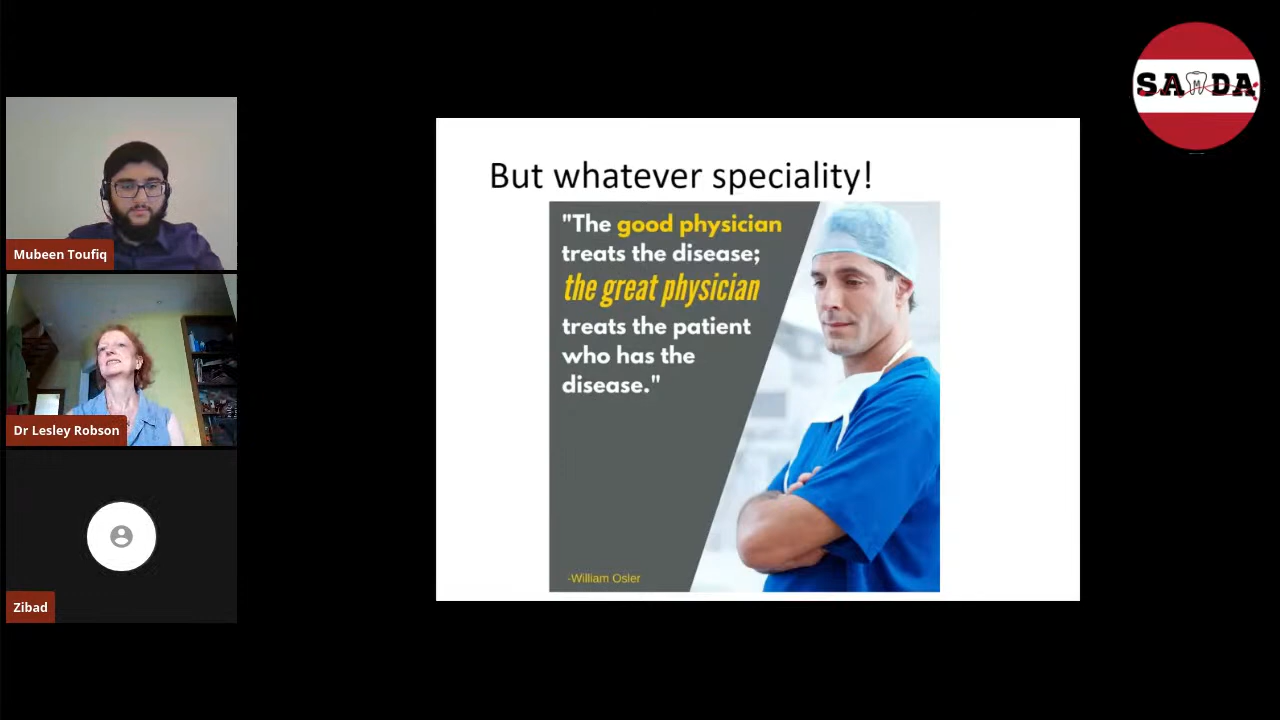 SAMDA
But whatever speciality!
"The good physician
treats the disease;
the great physician
treats the patient
who has the
disease."
-William Osler
Mubeen Toufiq
Dr Lesley Robson
Zibad